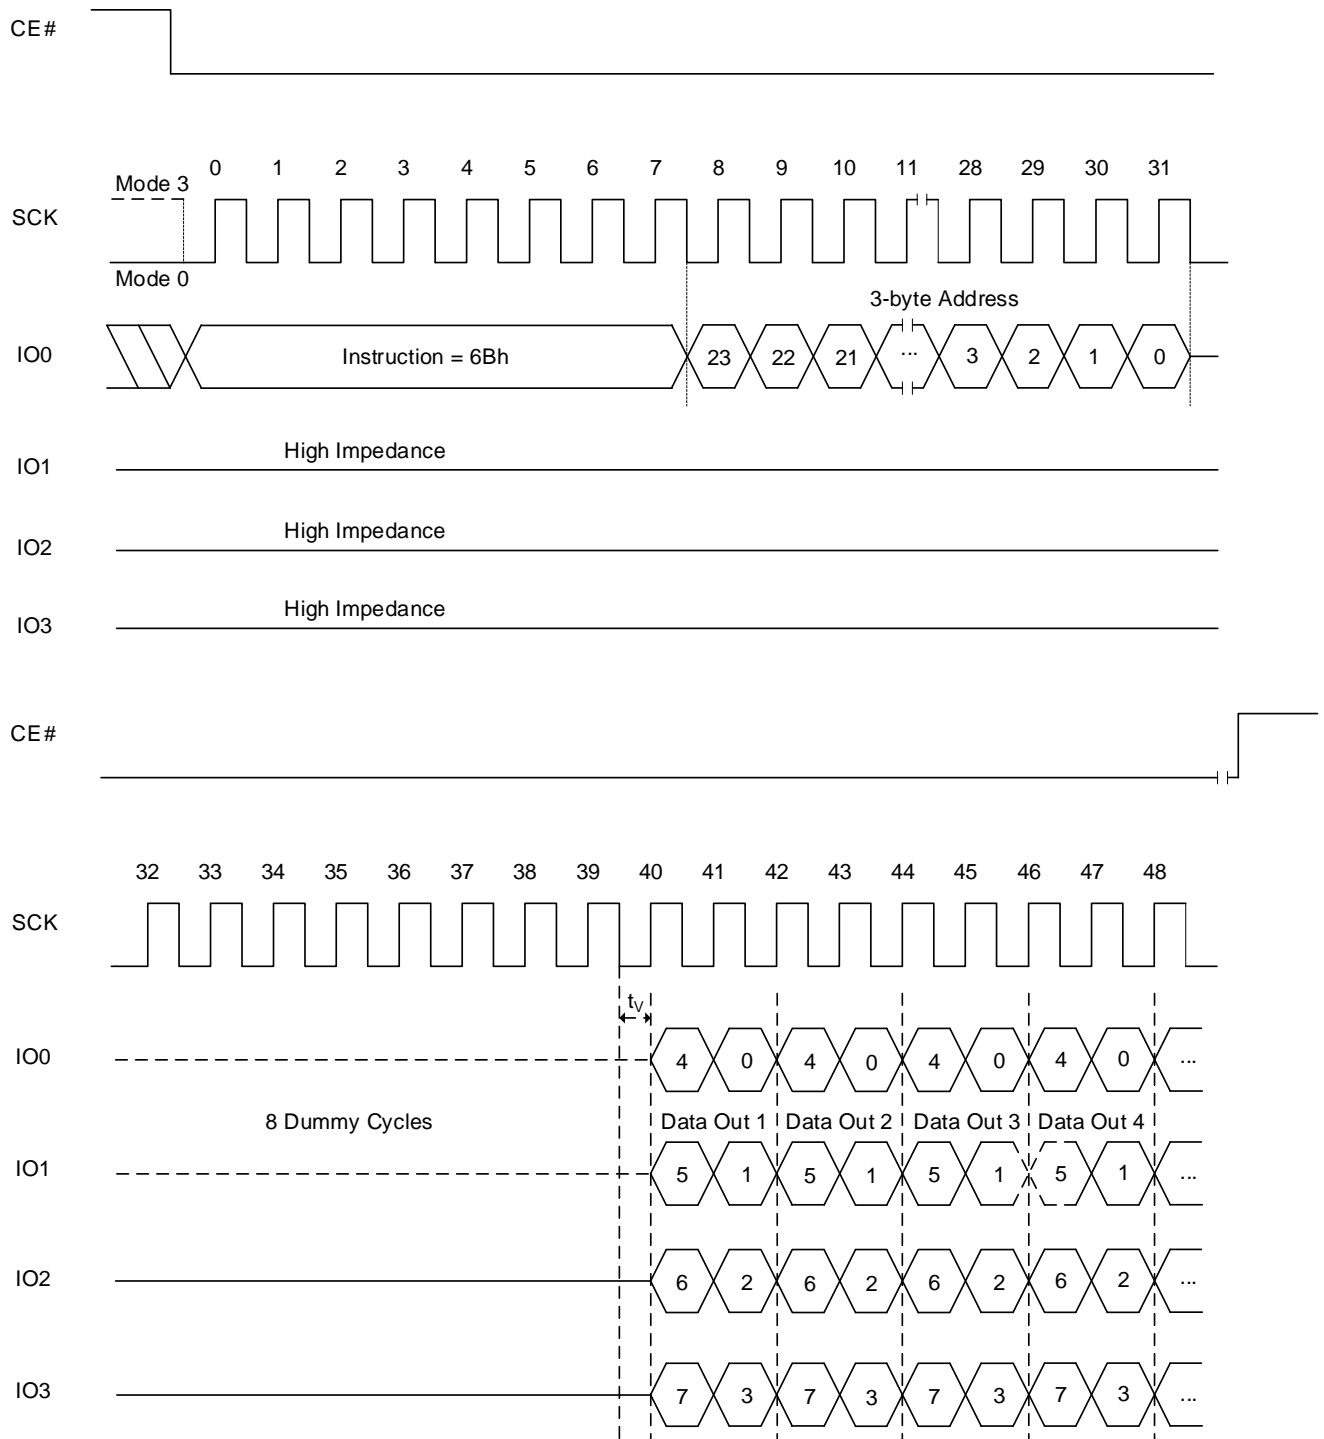 CE#
0 1 2 3 4 5 6 7 8 9 10 11 28 29 30 31
Mode 3
SCK
Mode 0
3-byte Address
IO0 Instruction = 6Bh 23 22 21 ... 3 2 1 0
High Impedance
IO1
High Impedance
IO2
High Impedance
IO3
CE#
32 33 34 35 36 37 38 39 40 41 42 43 44 45 46 47 48
SCK
tV
IO0 4 0 4 0 4 0 4 0 ...
8 Dummy Cycles Data Out 1 Data Out 2 Data Out 3 Data Out 4
IO1 5 1 5 1 5 1 5 1 ...
IO2 6 2 6 2 6 2 6 2 ...
IO3 7 3 7 3 7 3 7 3 ...